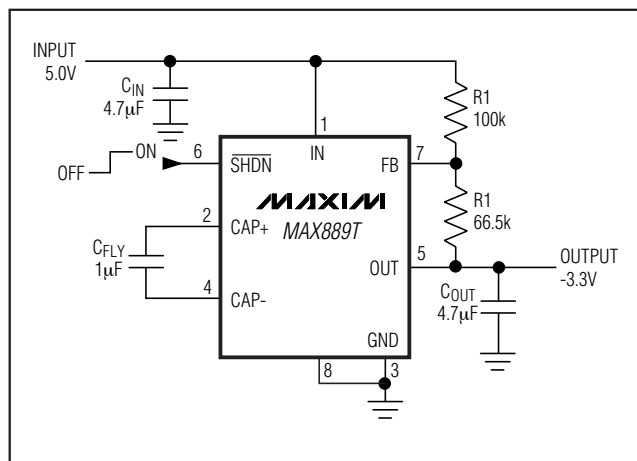 INPUT
5.0V
CIN
4.7µF
R1
100k
1
IN
OFF
ON
6
SHDN
FB
7
MAXIM
MAX889T
R1
66.5k
2
CAP+
CFLY
1µF
4
CAP-
OUT
5
OUTPUT
-3.3V
COUT
4.7µF
GND
8
3